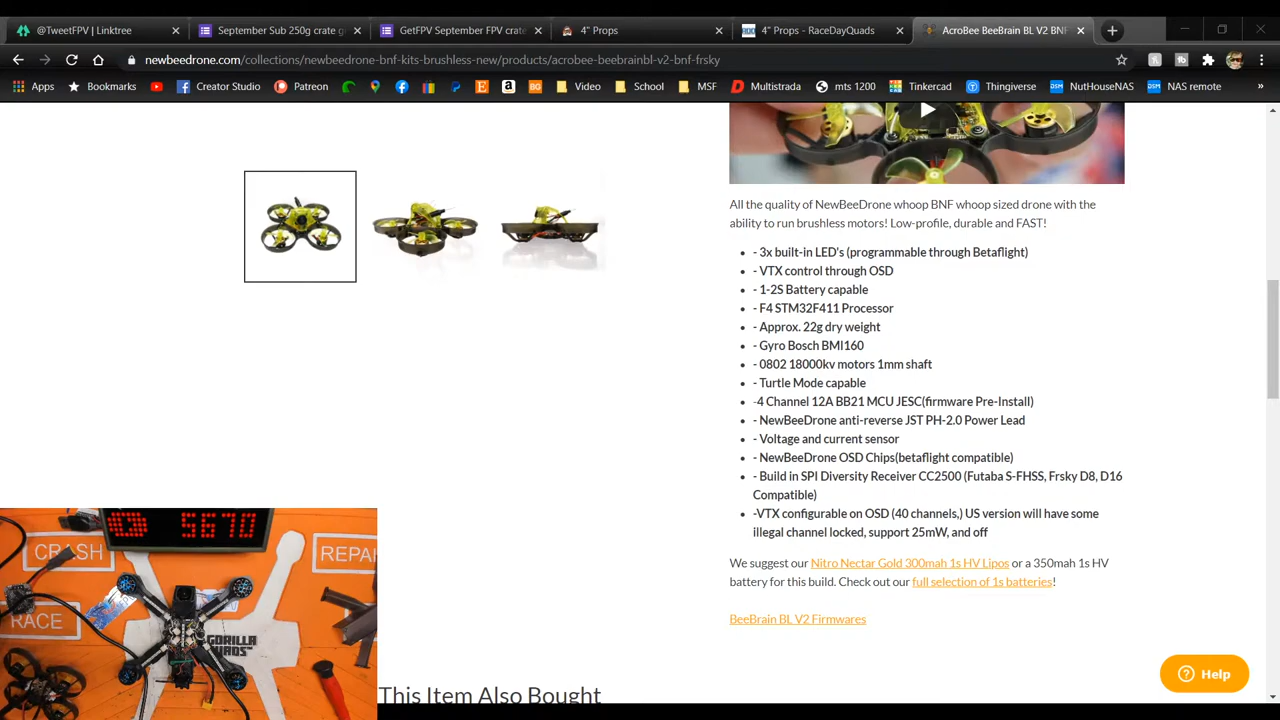 @TweetFPV | Linktree
September Sub 250g crate g
GetFPV September FPV crate
4" Props
4" Props - RaceDayQuads
AcroBee BeeBrain BL V2 BNF
newbeedrone.com/collections/newbeedrone-bnf-kits-brushless-new/products/acrobee-beebrainbl-v2-bnf-frsky
Apps
Bookmarks
Creator Studio
Patreon
Video
School
MSF
Multistrada
mts 1200
Tinkercad
Thingiverse
NutHouseNAS
NAS remote
All the quality of NewBeeDrone whoop BNF whoop sized drone with the
ability to run brushless motors! Low-profile, durable and FAST!
- 3x built-in LED's (programmable through Betaflight)
- VTX control through OSD
- 1-2S Battery capable
- F4 STM32F411 Processor
- Approx. 22g dry weight
- Gyro Bosch BMI160
- 0802 18000kv motors 1mm shaft
- Turtle Mode capable
-4 Channel 12A BB21 MCU JESC(firmware Pre-Install)
- NewBeeDrone anti-reverse JST PH-2.0 Power Lead
- Voltage and current sensor
- NewBeeDrone OSD Chips(betaflight compatible)
- Build in SPI Diversity Receiver CC2500 (Futaba S-FHSS, Frsky D8, D16
Compatible)
-VTX configurable on OSD (40 channels,) US version will have some
illegal channel locked, support 25mW, and off
We suggest our Nitro Nectar Gold 300mah 1s HV Lipos or a 350mah 1s HV
battery for this build. Check out our full selection of 1s batteries!
BeeBrain BL V2 Firmwares
Help
This Item Also Bought
5670
CRASH
REPAI
RACE
GORILLA